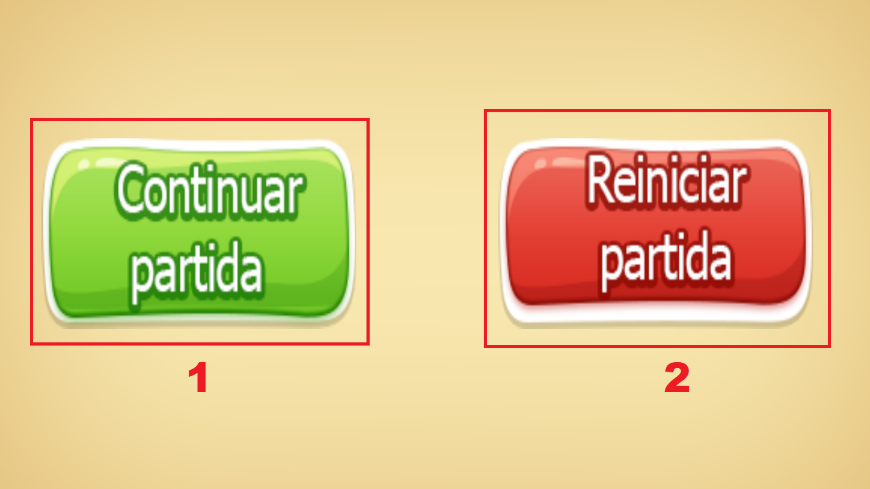 Continuar
partida
1
Reiniciar
partida
2